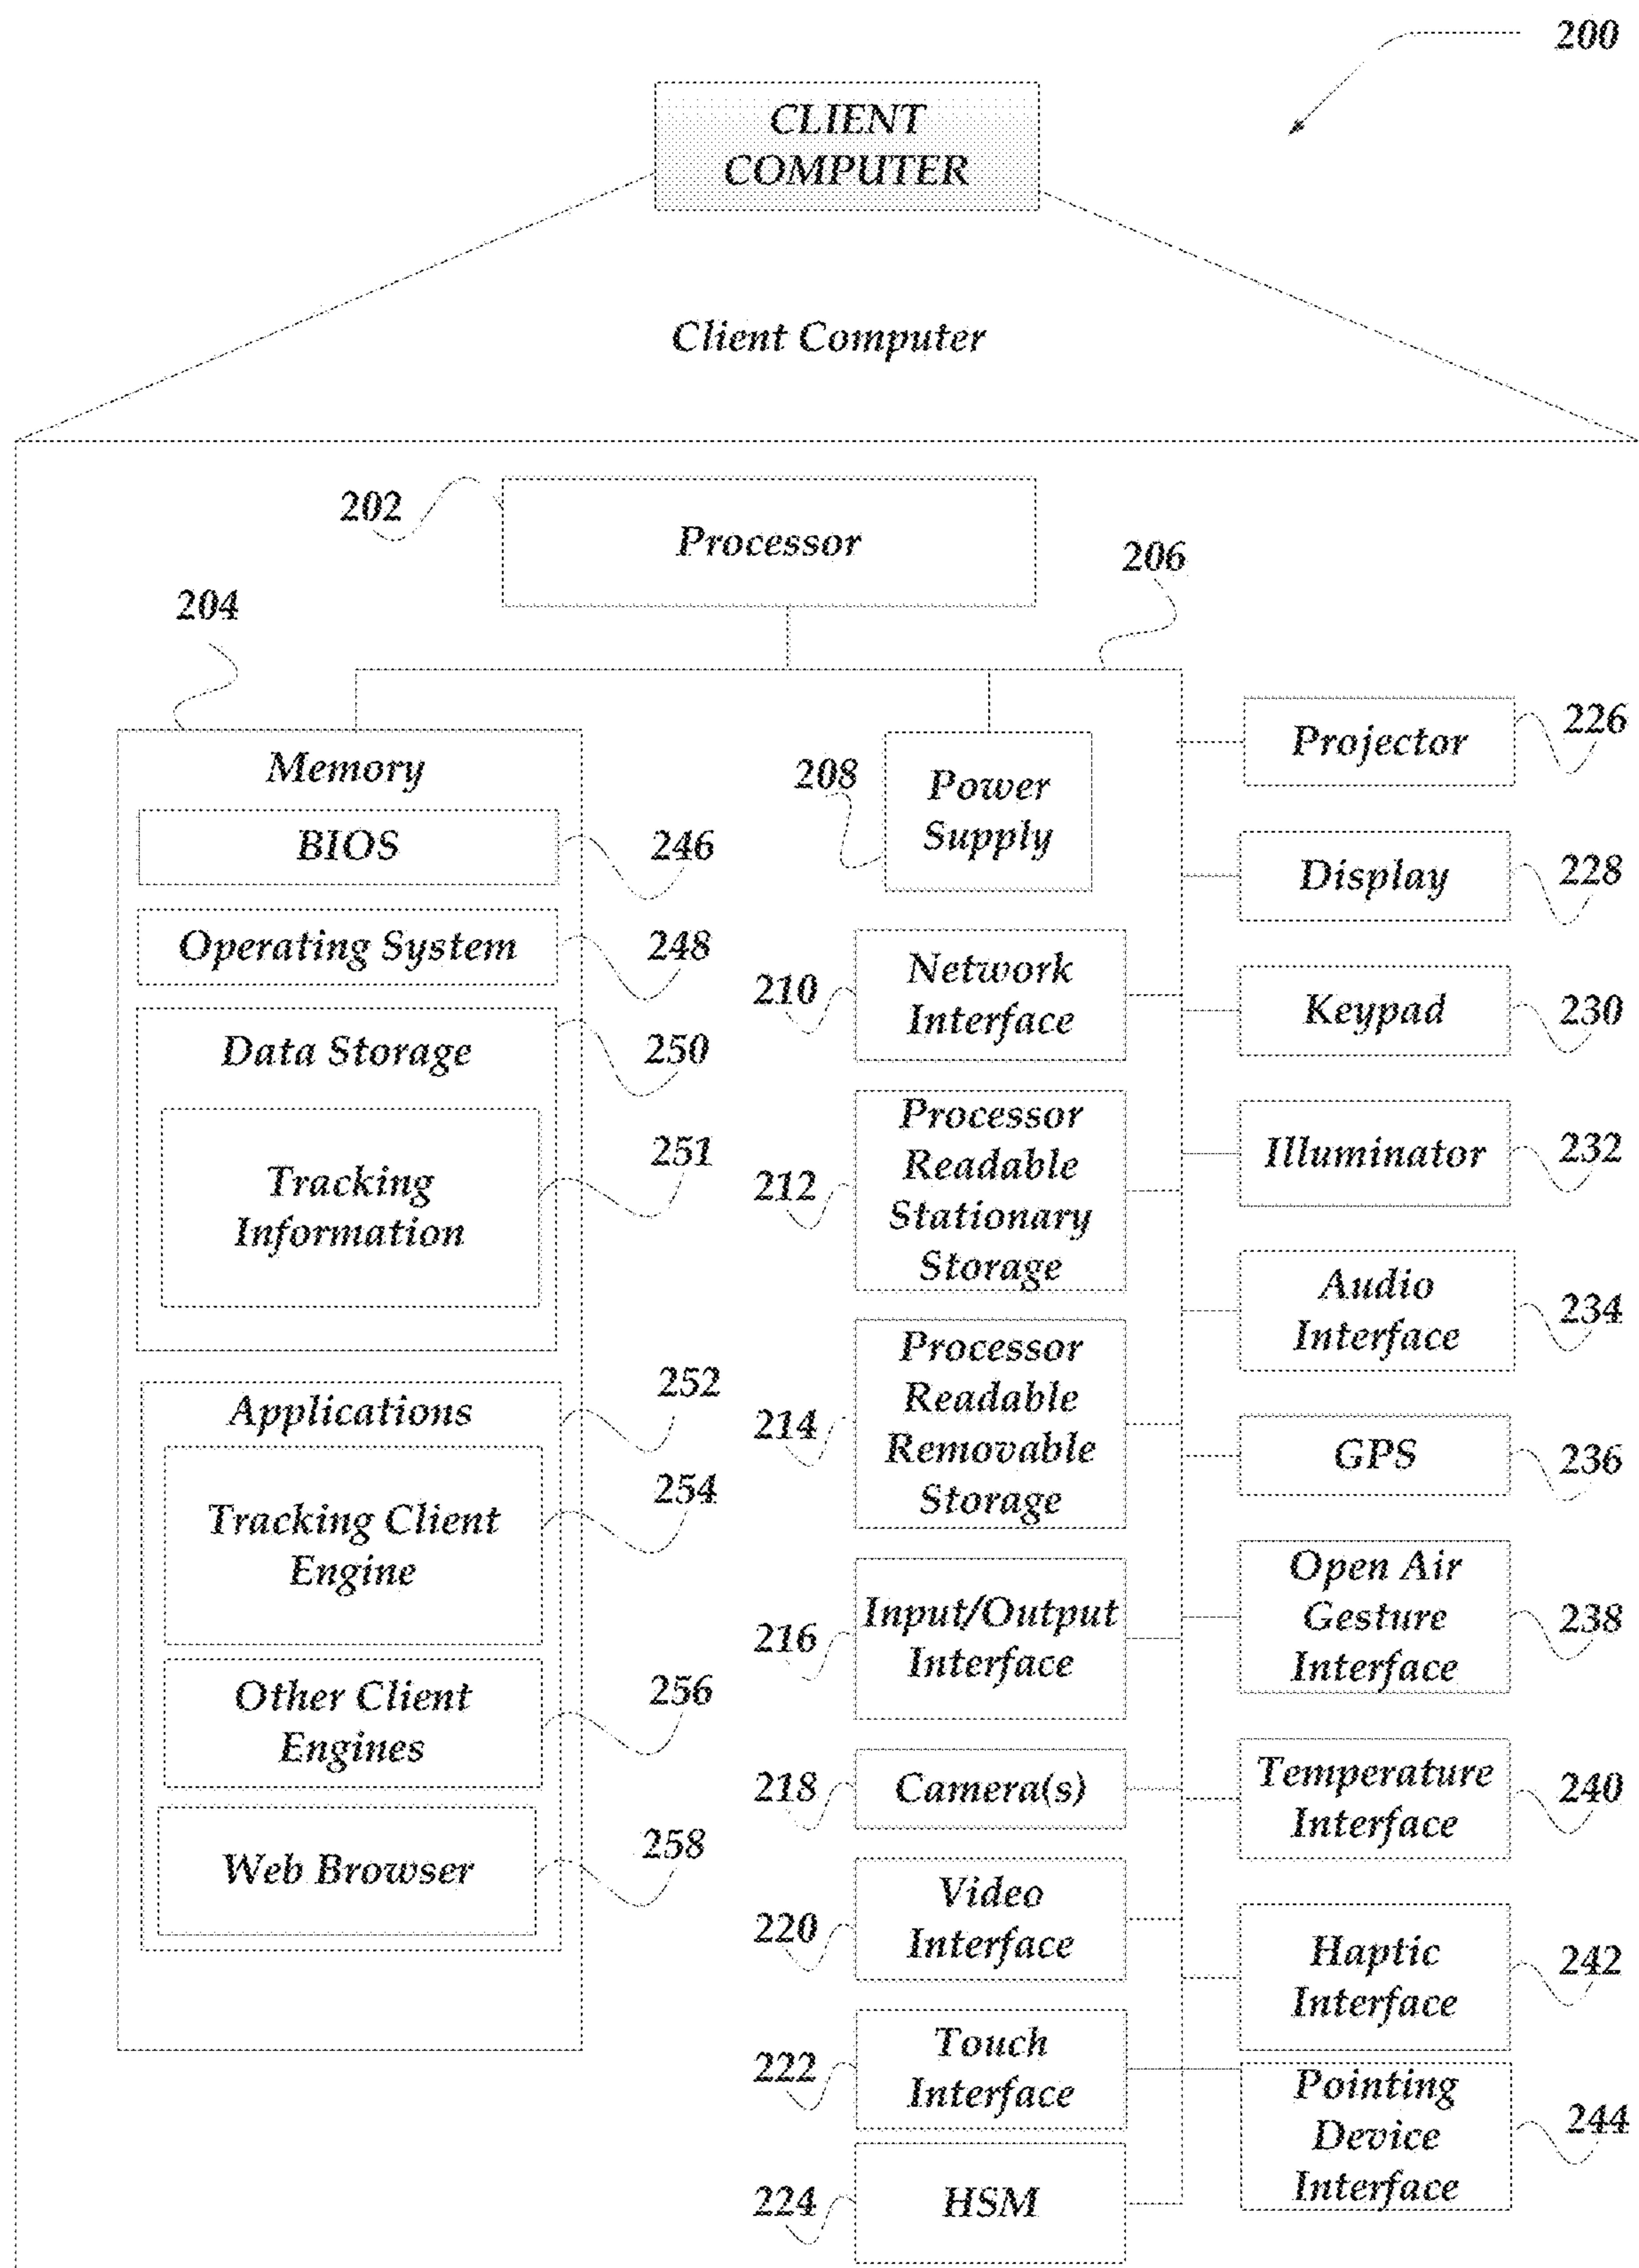 200
CLIENT
COMPUTER
Client Computer
202
Processor
206
204
Memory
BIOS
246
Operating System
248
Data Storage
250
Tracking
Information
251
Applications
252
Tracking Client
Engine
254
Other Client
Engines
256
Web Browser
258
208
Power
Supply
210
Network
Interface
212
Processor
Readable
Stationary
Storage
214
Processor
Readable
Removable
Storage
216
Input/Output
Interface
218
Camera(s)
220
Video
Interface
222
Touch
Interface
224
HSM
Projector
226
Display
228
Keypad
230
Illuminator
232
Audio
Interface
234
GPS
236
Open Air
Gesture
Interface
238
Temperature
Interface
240
Haptic
Interface
242
Pointing
Device
Interface
244